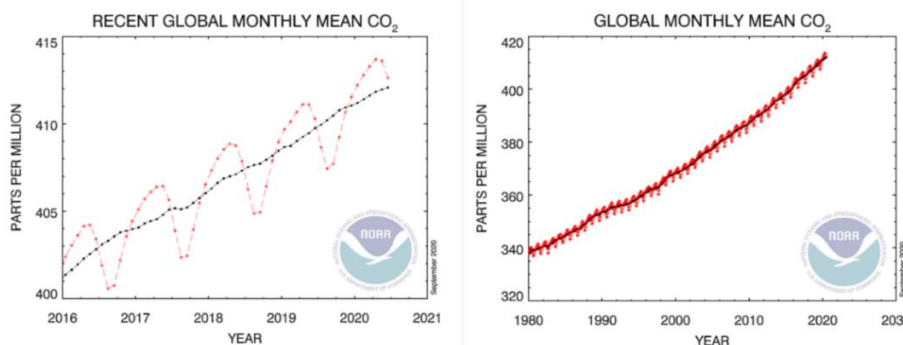 RECENT GLOBAL MONTHLY MEAN CO₂
415
410
405
400
PARTS PER MILLION
2016 2017 2018 2019 2020 2021
YEAR
NOAA
September 2020
GLOBAL MONTHLY MEAN CO₂
420
400
380
360
340
320
PARTS PER MILLION
1980 1990 2000 2010 2020 203
YEAR
NOAA
September 2020